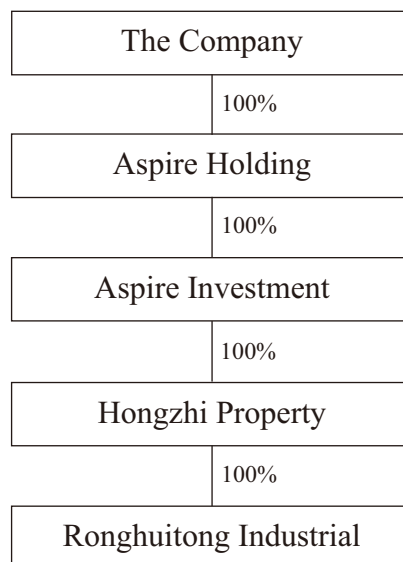 The Company
100%
Aspire Holding
100%
Aspire Investment
100%
Hongzhi Property
100%
Ronghuitong Industrial